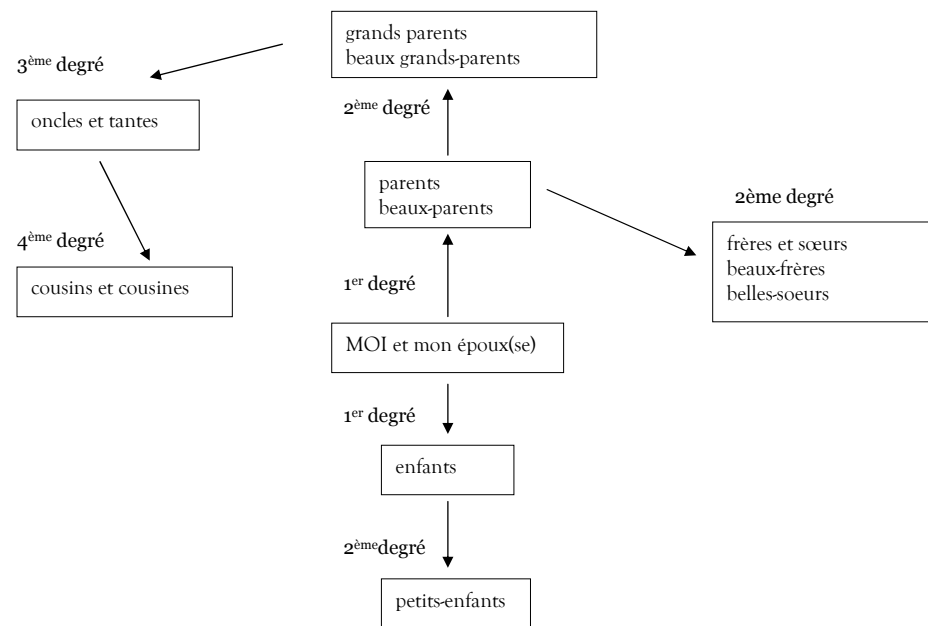 grands parents
beaux grands-parents
3ème degré
oncles et tantes
2ème degré
parents
beaux-parents
2ème degré
frères et sœurs
beaux-frères
belles-soeurs
4ème degré
cousins et cousines
1er degré
MOI et mon époux(se)
1er degré
enfants
2èmedegré
petits-enfants